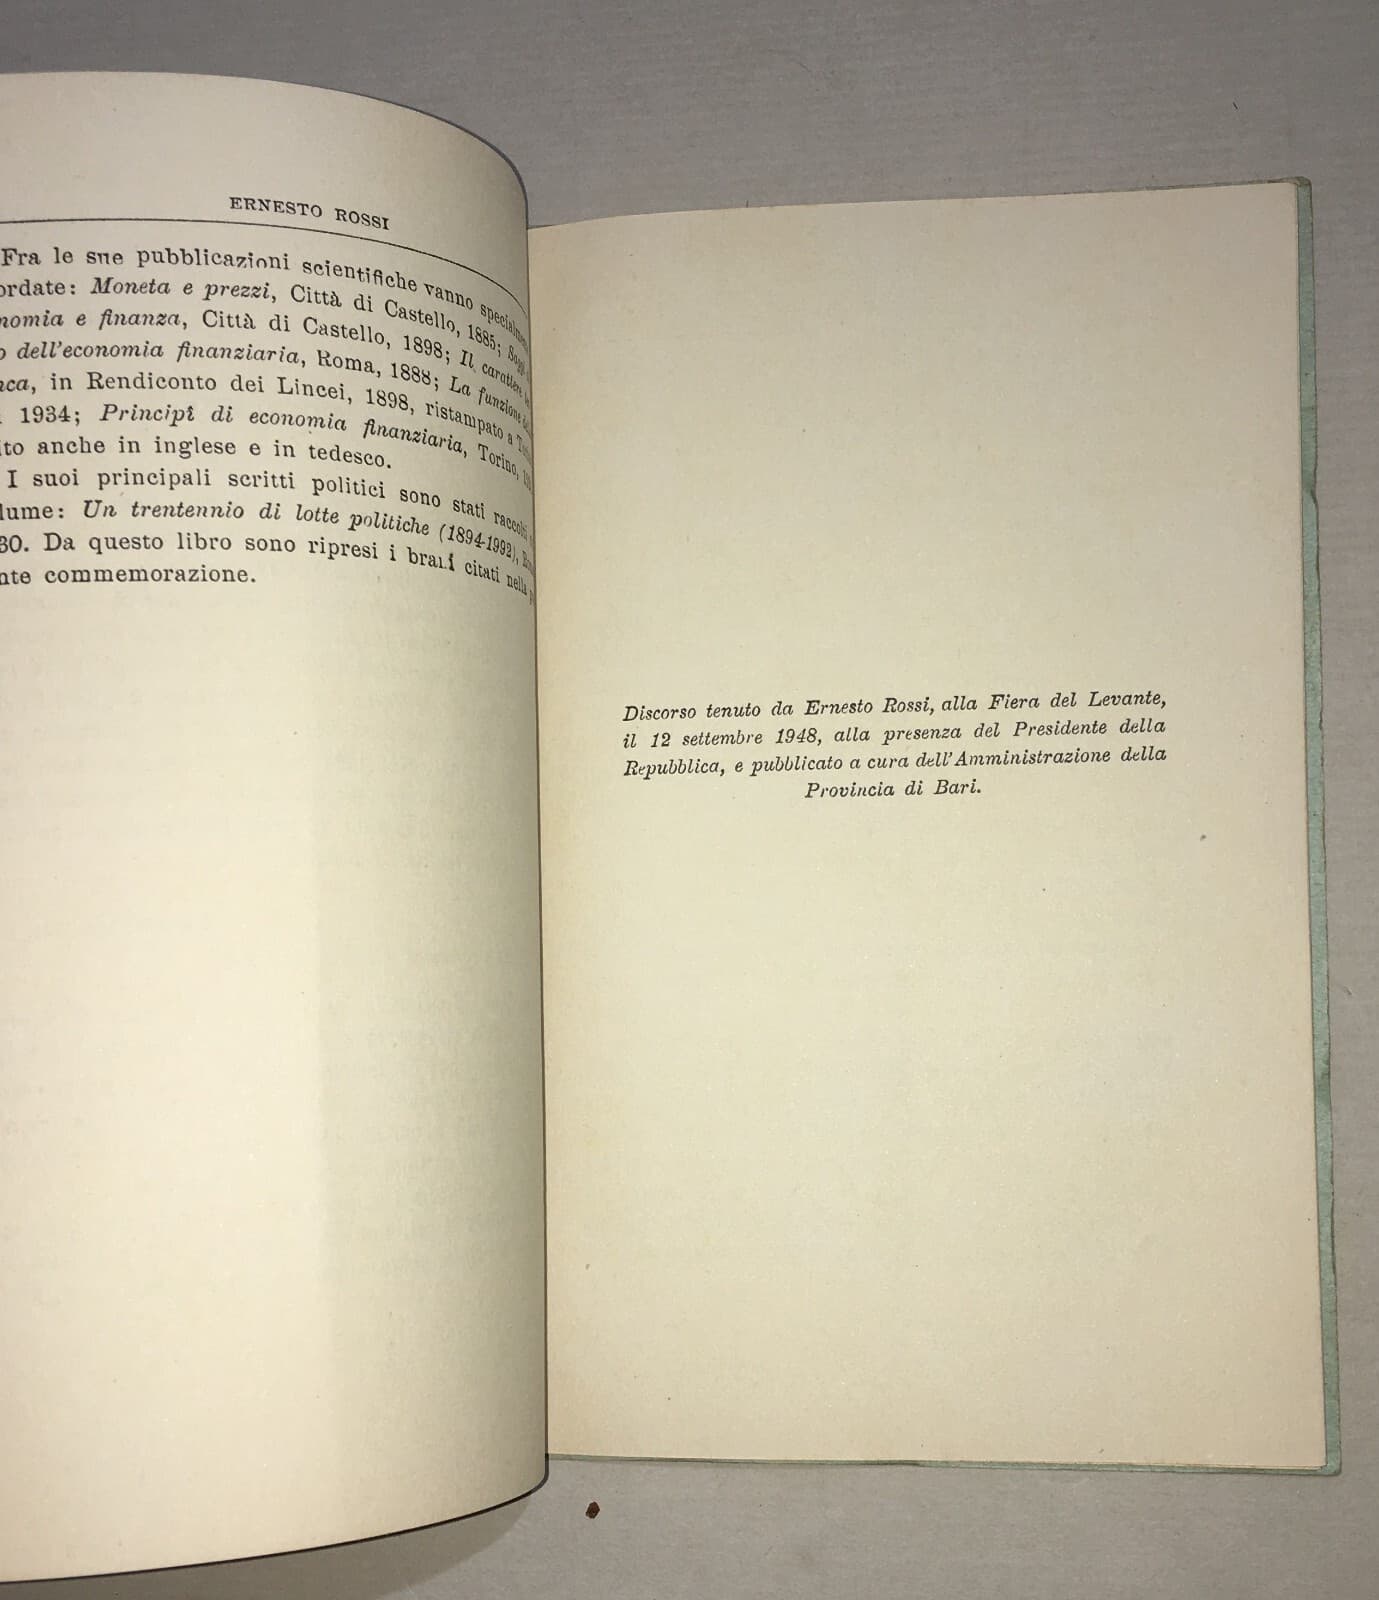 ERNESTO ROSSI
Fra le sue pubblicazioni scientifiche vanno
ordate: Moneta e prezzi, Città di Castello, 1885;
nomia e finanza, Città di Castello, 1898; Il carattere
o dell'economia finanziaria, Roma, 1888; La funzione
nca, in Rendiconto dei Lincei, 1898, ristampato a
1934; Principî di economia finanziaria, Torino,
ito anche in inglese e in tedesco.
I suoi principali scritti politici sono stati raccolti
lume: Un trentennio di lotte politiche (1894-1992),
30. Da questo libro sono ripresi i brani citati nella
nte commemorazione.
Discorso tenuto da Ernesto Rossi, alla Fiera del Levante,
il 12 settembre 1948, alla presenza del Presidente della
Repubblica, e pubblicato a cura dell'Amministrazione della
Provincia di Bari.